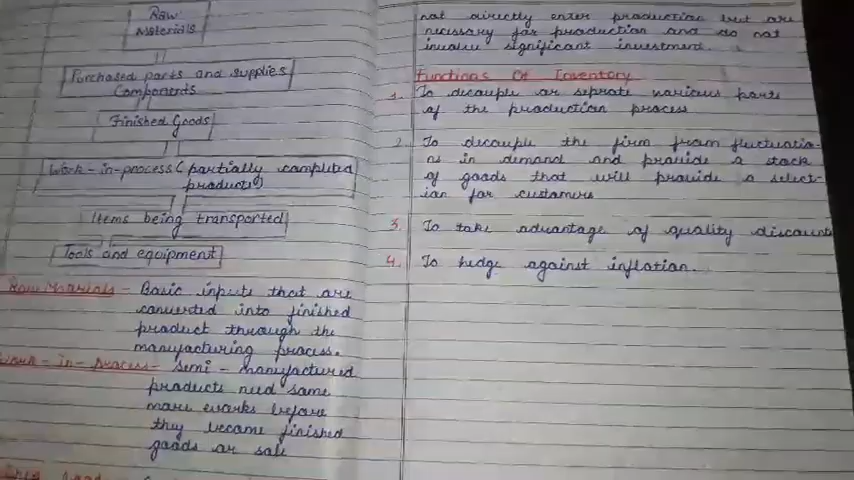 Raw
Materials
Purchased parts and supplies
Components
Finished Goods
Work-in-process (partially completed
products)
Items being transported
Tools and equipment
Raw Materials - Basic inputs that are
converted into finished
product through the
manufacturing process.
Work-in-process - Semi-manufactured
products need some
more works before
they became finished
goods or sale
not directly enter production but are
necissary for production and do not
involve significant investment.
Functions Of Inventory
1. To decouple or seprate various parts
of the production process
2. To decouple the firm from fluctuatio-
ns in demand and provide a stock
of goods that will provide a select-
ion for customers
3. To take advantage of quality discounts
4. To hedge against inflation.